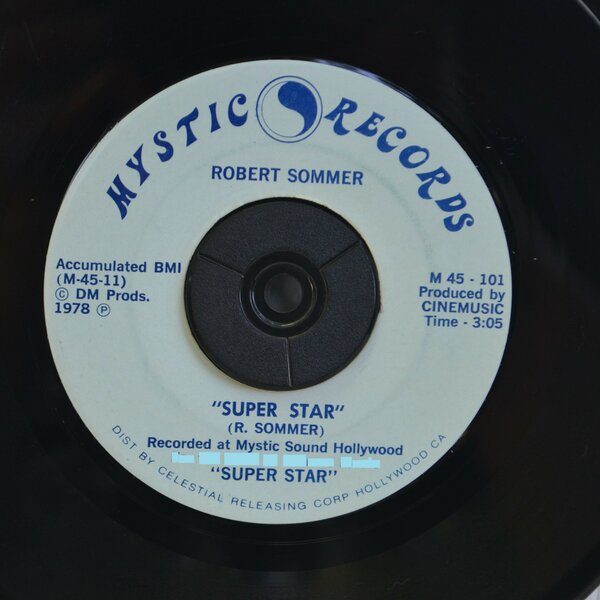 MYSTIC RECORDS
ROBERT SOMMER
Accumulated BMI
(M-45-11)
© DM Prods.
1978 ℗
M 45 - 101
Produced by
CINEMUSIC
Time - 3:05
"SUPER STAR"
(R. SOMMER)
Recorded at Mystic Sound Hollywood
"SUPER STAR"
DIST BY CELESTIAL RELEASING CORP HOLLYWOOD CA